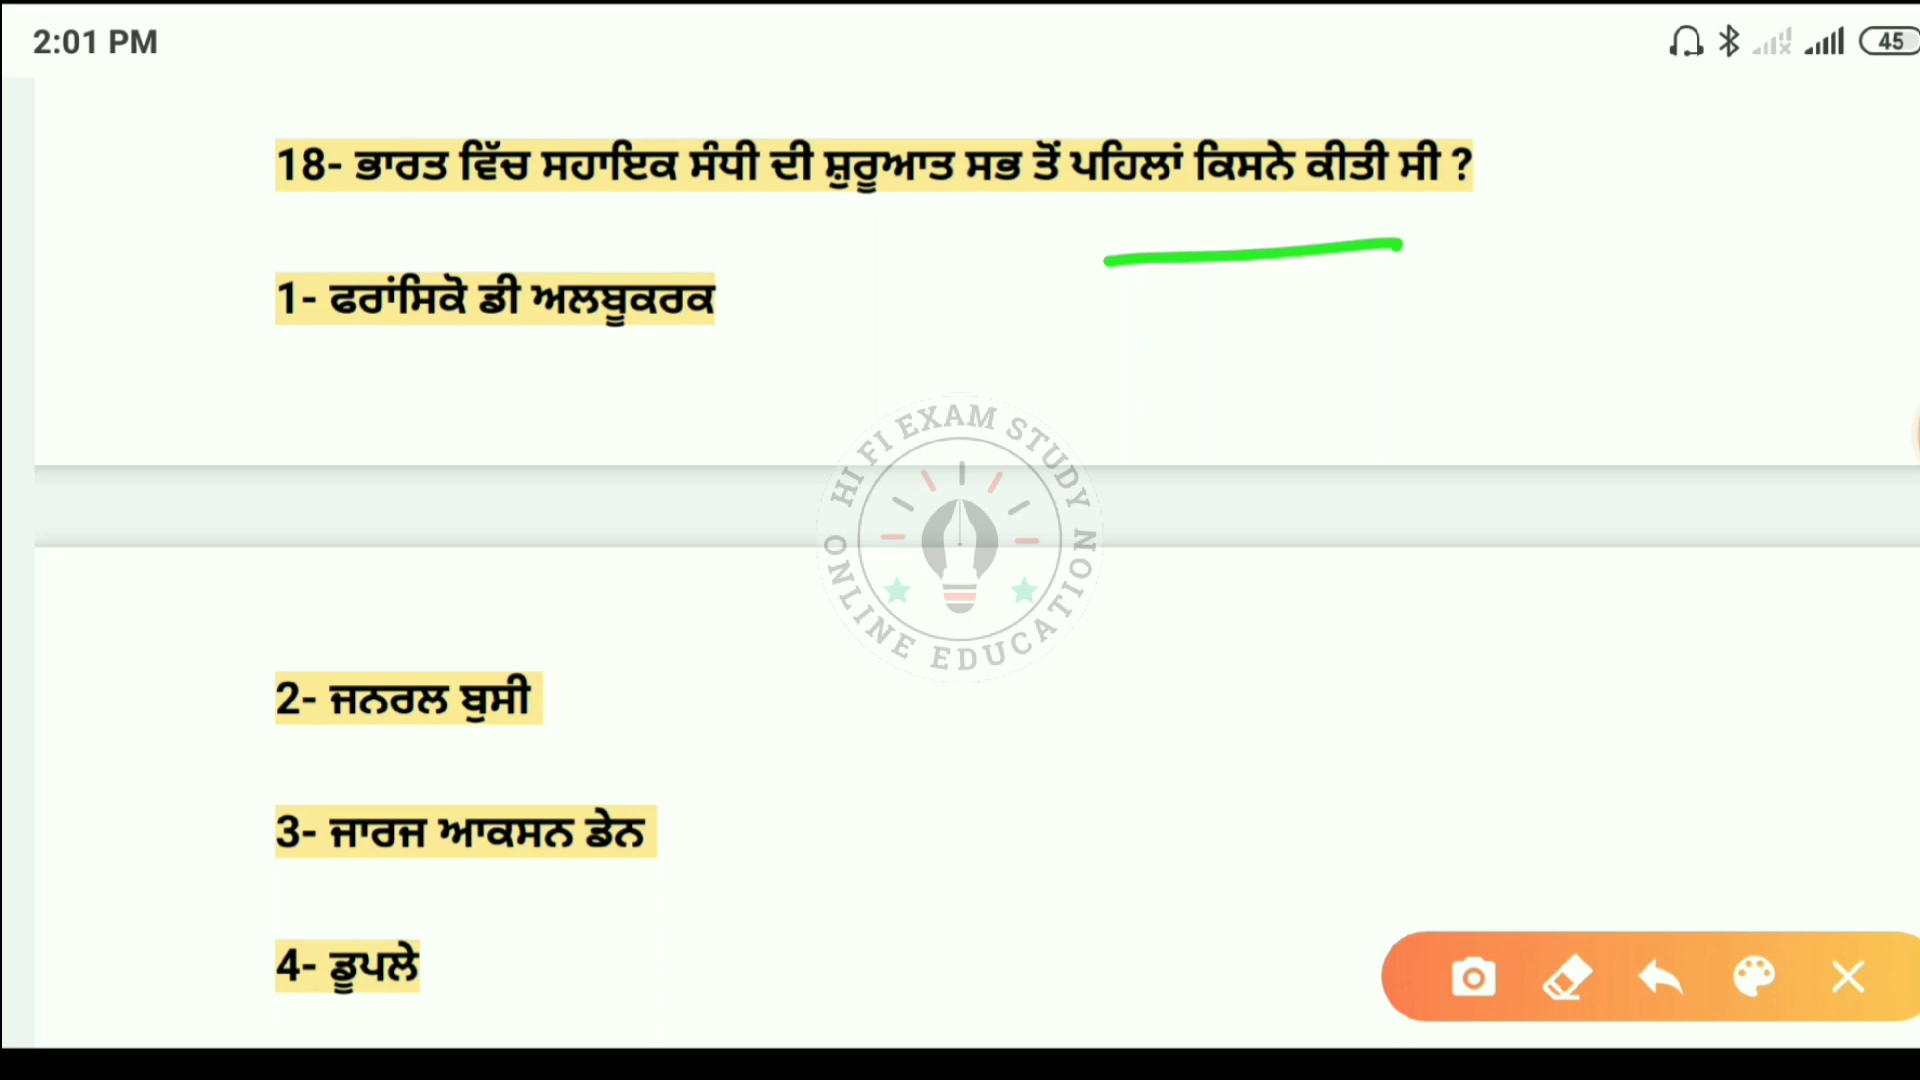 2:01 PM
45
18- ਭਾਰਤ ਵਿੱਚ ਸਹਾਇਕ ਸੰਧੀ ਦੀ ਸ਼ੁਰੂਆਤ ਸਭ ਤੋਂ ਪਹਿਲਾਂ ਕਿਸਨੇ ਕੀਤੀ ਸੀ ?
1- ਫਰਾਂਸਿਕੋ ਡੀ ਅਲਬੂਕਰਕ
HI FI EXAM STUDY
ONLINE EDUCATION
2- ਜਨਰਲ ਬੁਸੀ
3- ਜਾਰਜ ਆਕਸਨ ਡੇਨ
4- ਡੂਪਲੇ